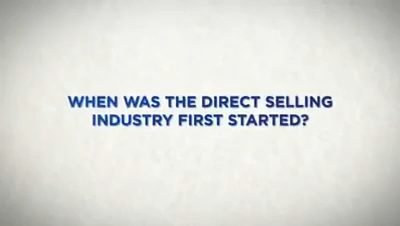 WHEN WAS THE DIRECT SELLING
INDUSTRY FIRST STARTED?